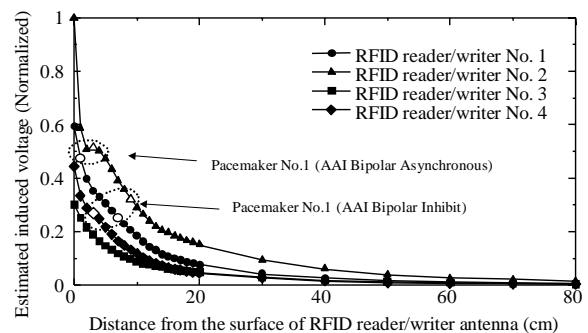 Estimated induced voltage (Normalized)
1
0.8
0.6
0.4
0.2
0
RFID reader/writer No. 1
RFID reader/writer No. 2
RFID reader/writer No. 3
RFID reader/writer No. 4
Pacemaker No.1 (AAI Bipolar Asynchronous)
Pacemaker No.1 (AAI Bipolar Inhibit)
0 20 40 60 80
Distance from the surface of RFID reader/writer antenna (cm)